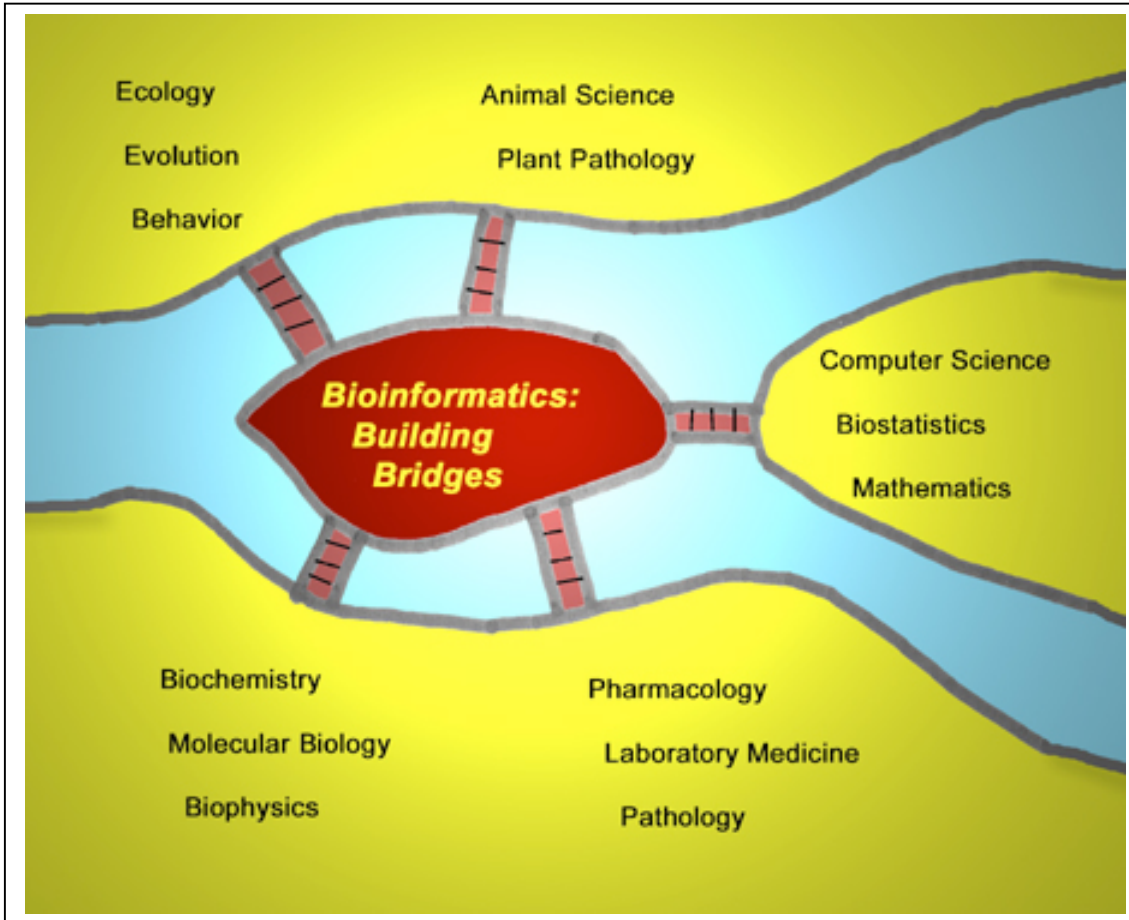 Ecology
Evolution
Behavior
Animal Science
Plant Pathology
Bioinformatics:
Building
Bridges
Computer Science
Biostatistics
Mathematics
Biochemistry
Molecular Biology
Biophysics
Pharmacology
Laboratory Medicine
Pathology